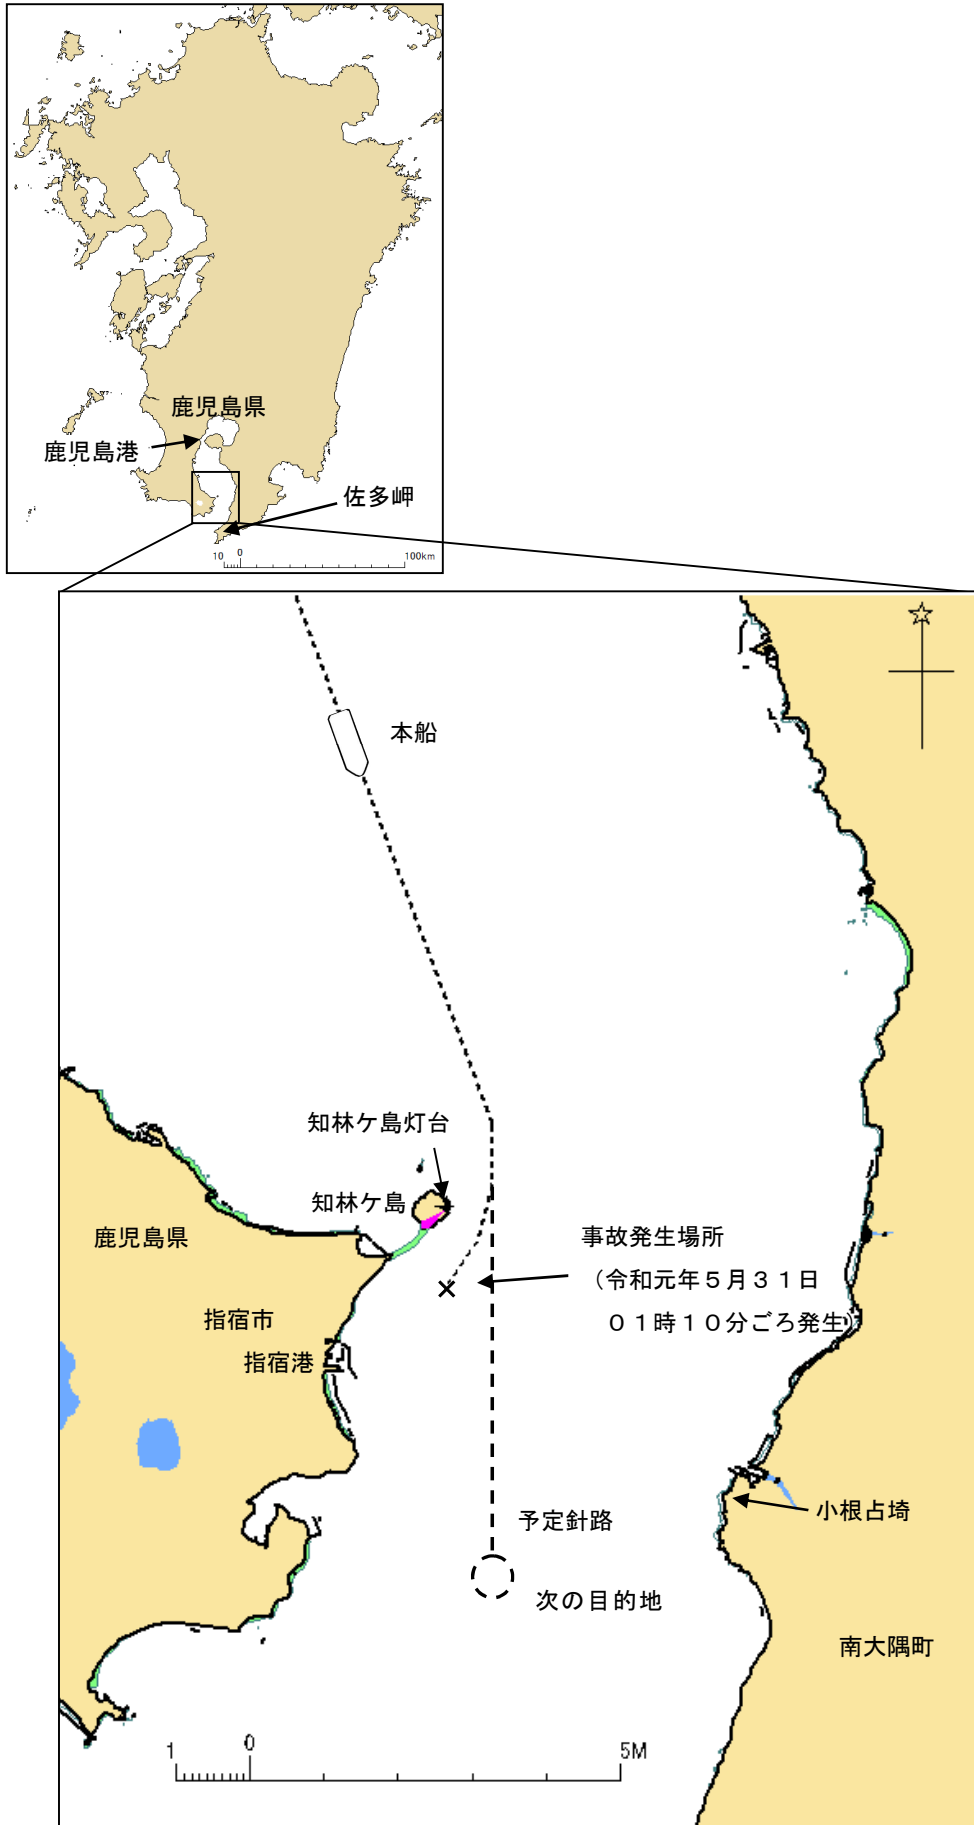 鹿児島県
鹿児島港
佐多岬
10 0 100km
本船
知林ケ島灯台
知林ケ島
鹿児島県
事故発生場所
（令和元年５月３１日
０１時１０分ごろ発生）
指宿市
指宿港
小根占埼
予定針路
次の目的地
南大隅町
1 0 5M